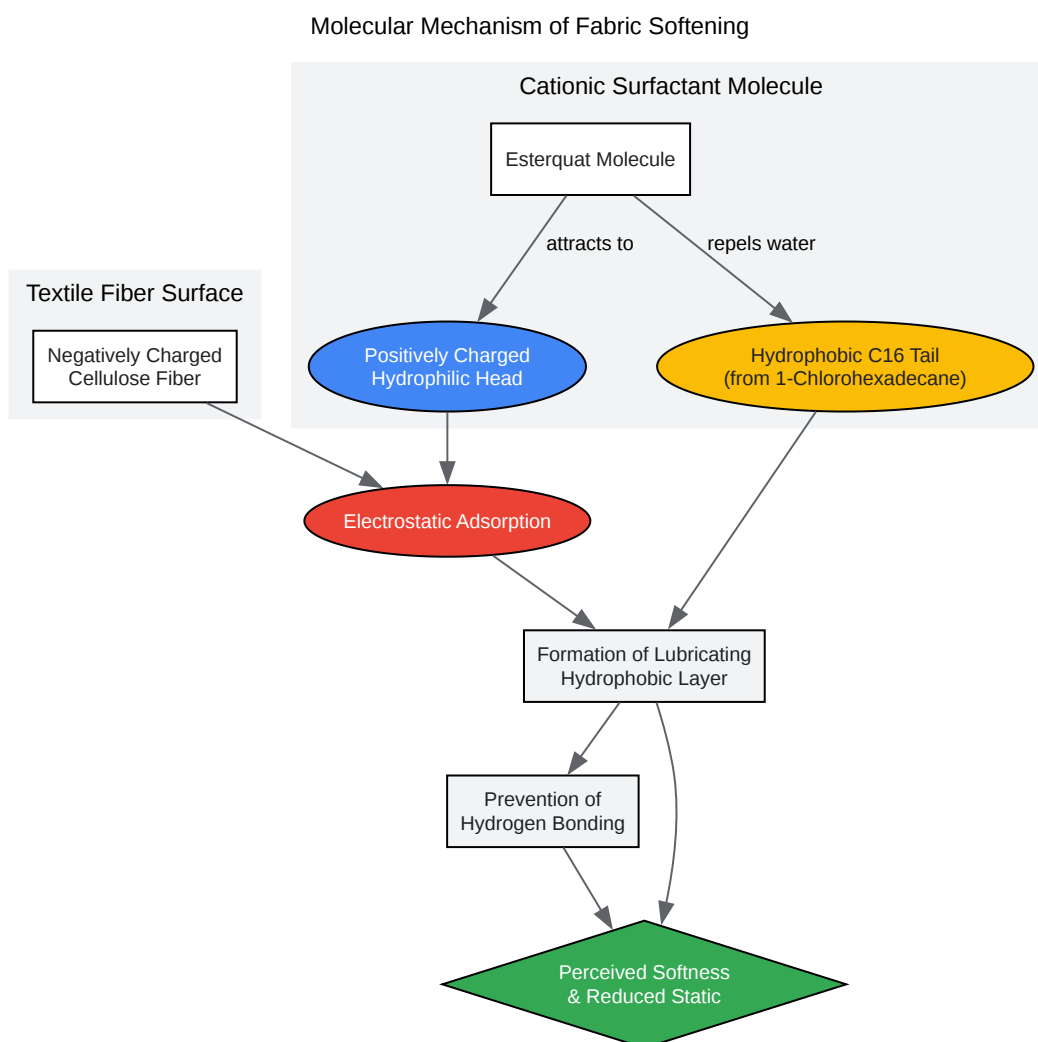 Molecular Mechanism of Fabric Softening
Cationic Surfactant Molecule
Esterquat Molecule
attracts to
repels water
Textile Fiber Surface
Negatively Charged
Cellulose Fiber
Positively Charged
Hydrophilic Head
Hydrophobic C16 Tail
(from 1-Chlorohexadecane)
Electrostatic Adsorption
Formation of Lubricating
Hydrophobic Layer
Prevention of
Hydrogen Bonding
Perceived Softness
& Reduced Static